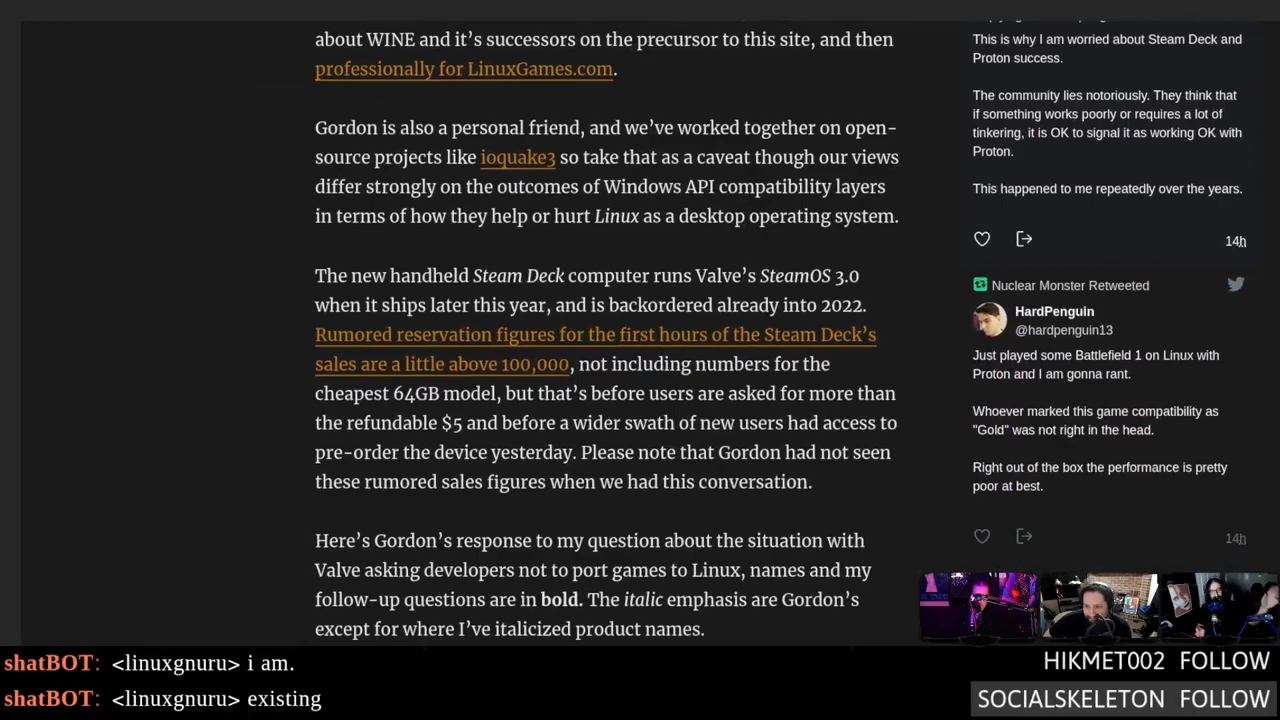 about WINE and it's successors on the precursor to this site, and then
professionally for LinuxGames.com.
Gordon is also a personal friend, and we've worked together on open-
source projects like ioquake3 so take that as a caveat though our views
differ strongly on the outcomes of Windows API compatibility layers
in terms of how they help or hurt Linux as a desktop operating system.
The new handheld Steam Deck computer runs Valve's SteamOS 3.0
when it ships later this year, and is backordered already into 2022.
Rumored reservation figures for the first hours of the Steam Deck's
sales are a little above 100,000, not including numbers for the
cheapest 64GB model, but that's before users are asked for more than
the refundable $5 and before a wider swath of new users had access to
pre-order the device yesterday. Please note that Gordon had not seen
these rumored sales figures when we had this conversation.
Here's Gordon's response to my question about the situation with
Valve asking developers not to port games to Linux, names and my
follow-up questions are in bold. The italic emphasis are Gordon's
except for where I've italicized product names.
This is why I am worried about Steam Deck and
Proton success.
The community lies notoriously. They think that
if something works poorly or requires a lot of
tinkering, it is OK to signal it as working OK with
Proton.
This happened to me repeatedly over the years.
14h
Nuclear Monster Retweeted
HardPenguin
@hardpenguin13
Just played some Battlefield 1 on Linux with
Proton and I am gonna rant.
Whoever marked this game compatibility as
"Gold" was not right in the head.
Right out of the box the performance is pretty
poor at best.
14h
shatBOT: <linuxgnuru> i am.
shatBOT: <linuxgnuru> existing
HIKMET002 FOLLOW
SOCIALSKELETON FOLLOW